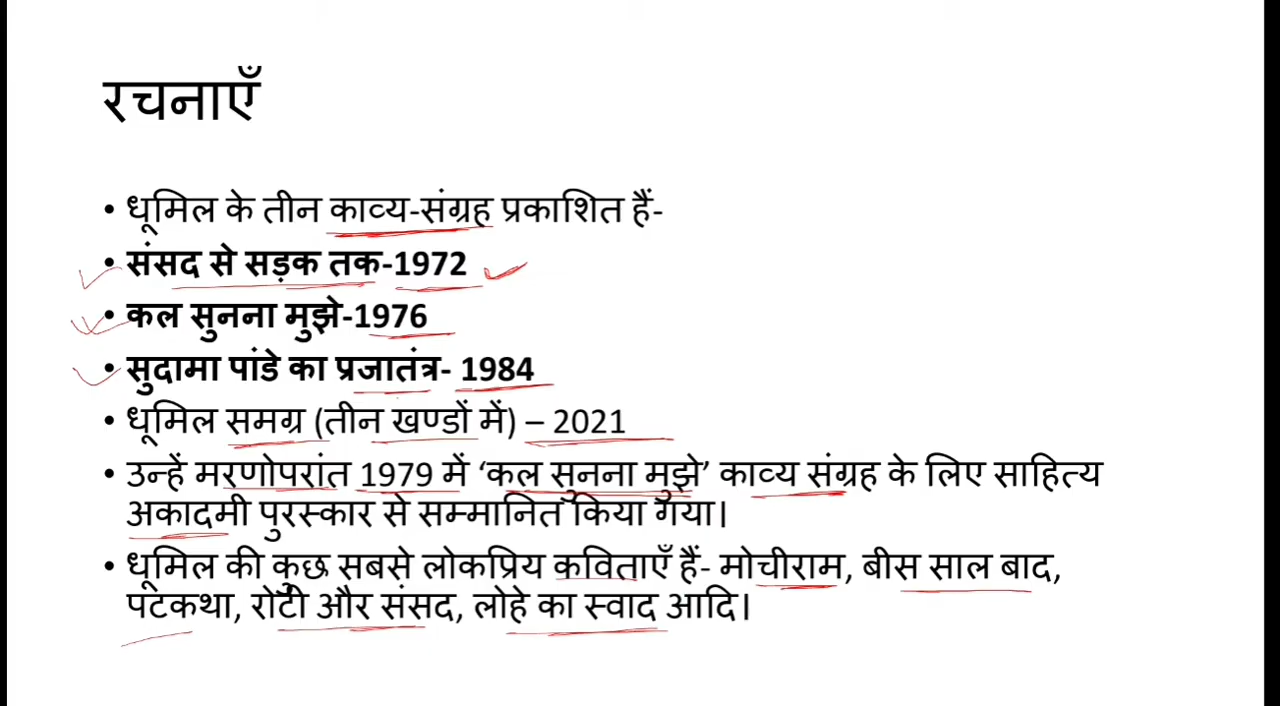 रचनाएँ
• धूमिल के तीन काव्य-संग्रह प्रकाशित हैं-
• संसद से सड़क तक-1972
• कल सुनना मुझे-1976
• सुदामा पांडे का प्रजातंत्र- 1984
• धूमिल समग्र (तीन खण्डों में) – 2021
• उन्हें मरणोपरांत 1979 में ‘कल सुनना मुझे’ काव्य संग्रह के लिए साहित्य
अकादमी पुरस्कार से सम्मानित किया गया।
• धूमिल की कुछ सबसे लोकप्रिय कविताएँ हैं- मोचीराम, बीस साल बाद,
पटकथा, रोटी और संसद, लोहे का स्वाद आदि।